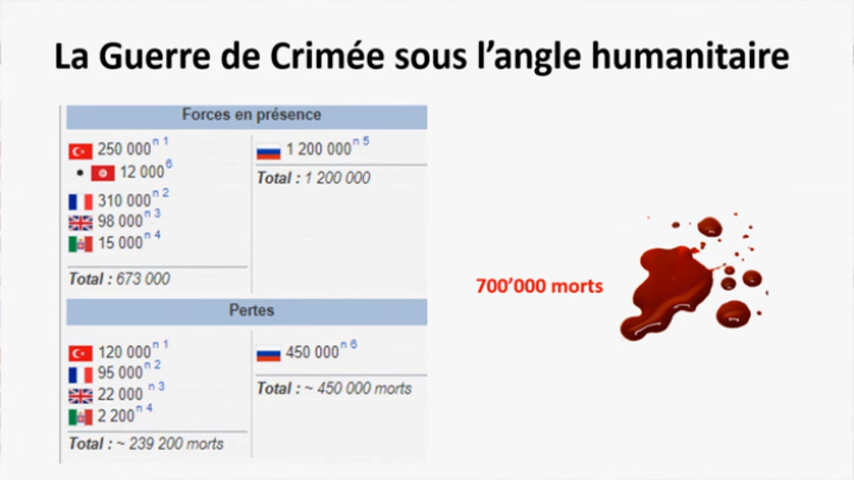 La Guerre de Crimée sous l’angle humanitaire
Forces en présence
250 000 n 1
• 12 000 6
310 000 n 2
98 000 n 3
15 000 n 4
Total : 673 000
1 200 000 n 5
Total : 1 200 000
Pertes
120 000 n 1
95 000 n 2
22 000 n 3
2 200 n 4
Total : ~ 239 200 morts
450 000 n 6
Total : ~ 450 000 morts
700’000 morts